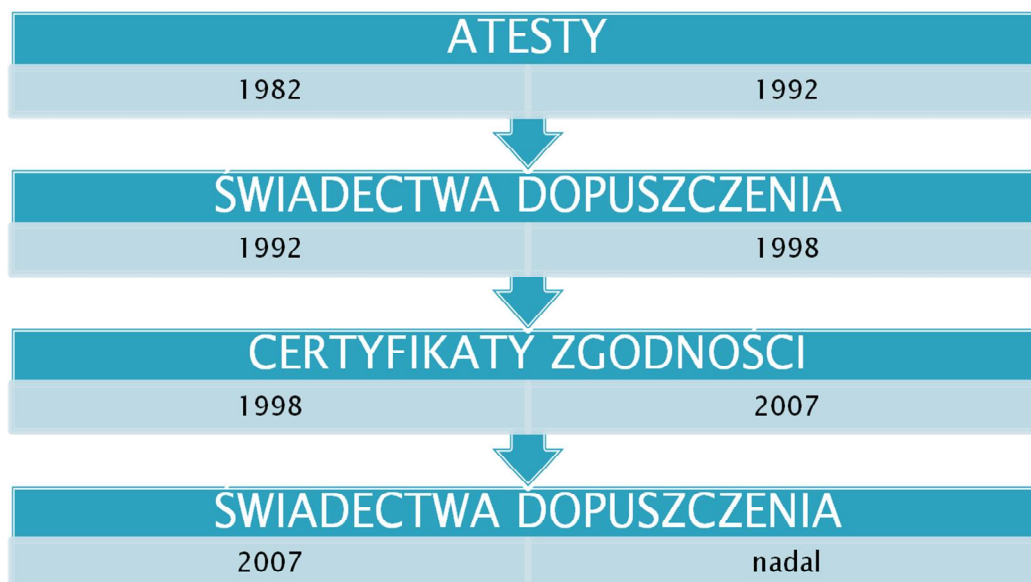 ATESTY
1982 1992
ŚWIADECTWA DOPUSZCZENIA
1992 1998
CERTYFIKATY ZGODNOŚCI
1998 2007
ŚWIADECTWA DOPUSZCZENIA
2007 nadal